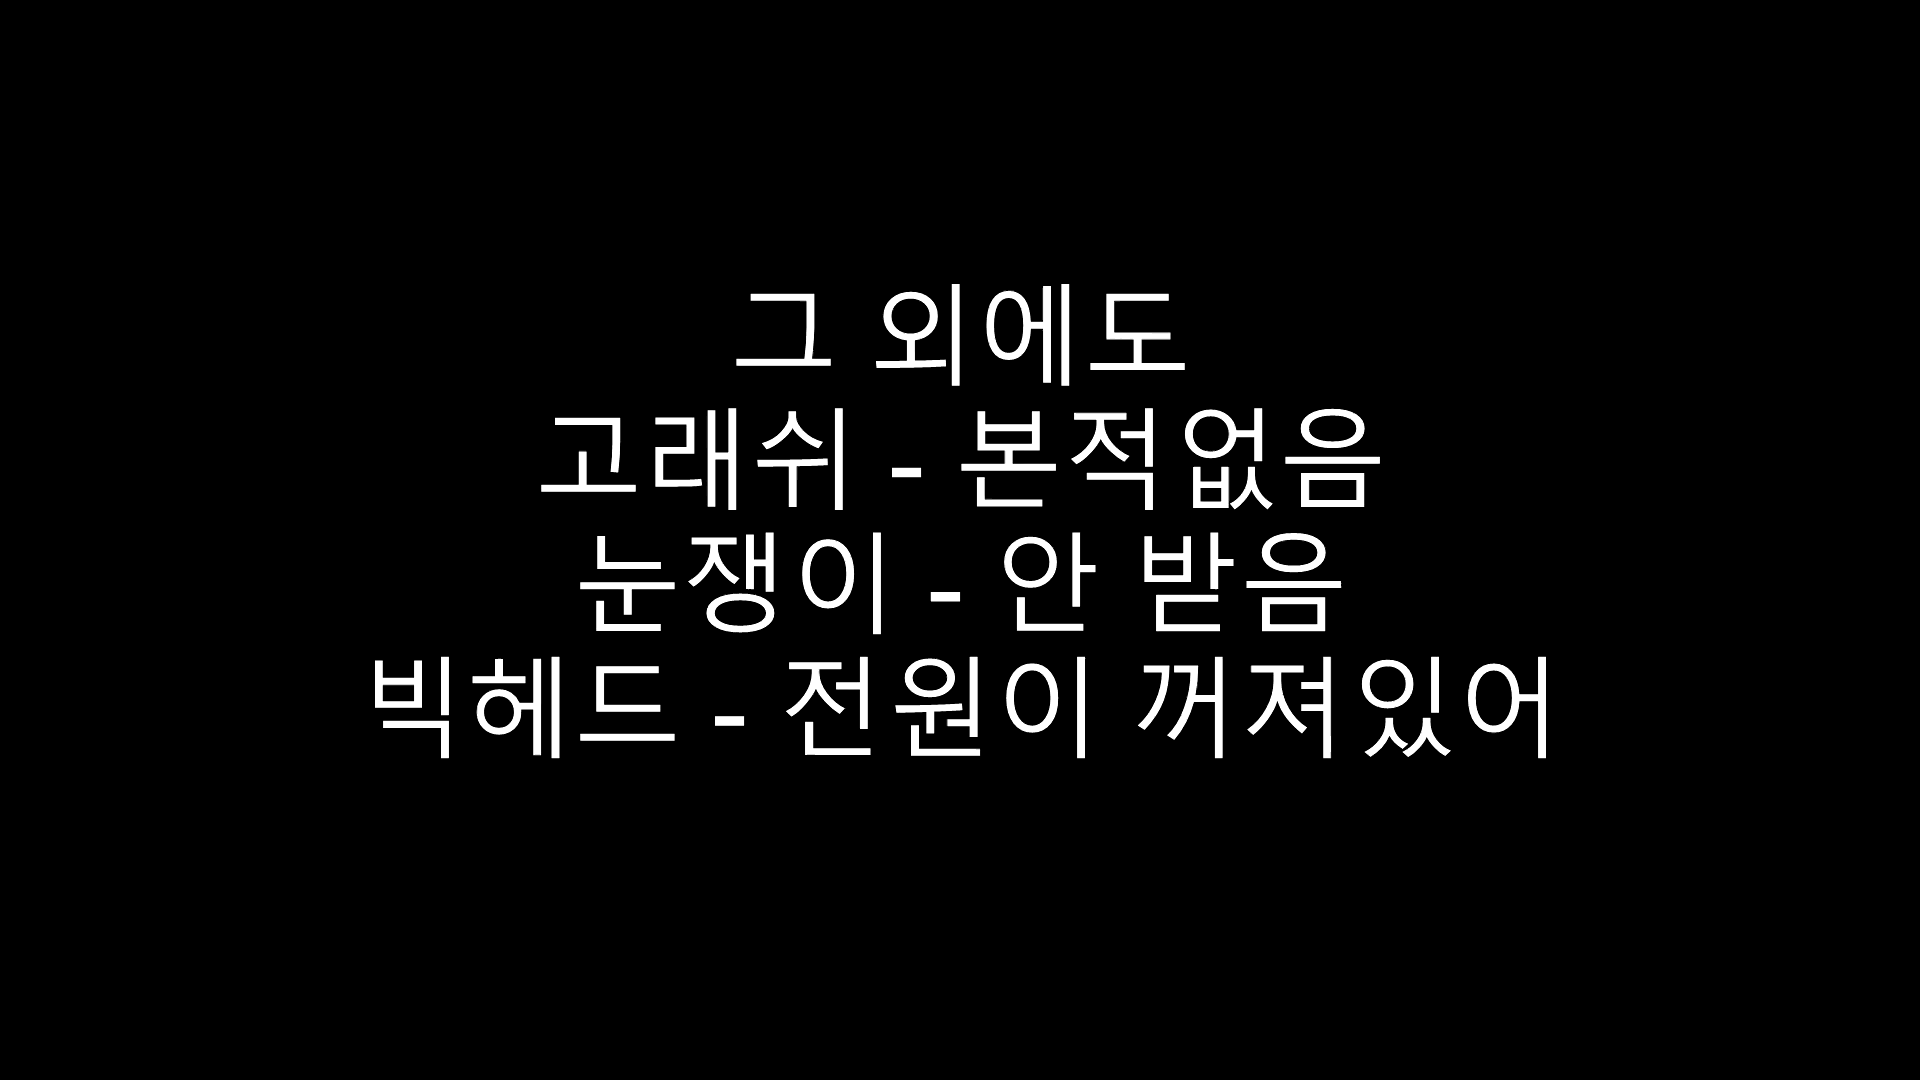 그 외에도
고래쉬 - 본적없음
눈쟁이 - 안 받음
빅헤드 - 전원이 꺼져있어